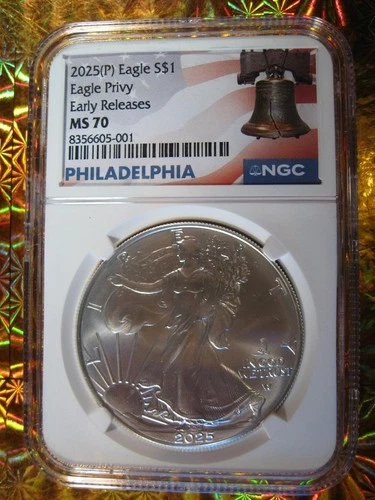 2025(P) Eagle S$1
Eagle Privy
Early Releases
MS 70
8356605-001
PHILADELPHIA
NGC
LIBERTY
IN GOD
WE TRUST
2025